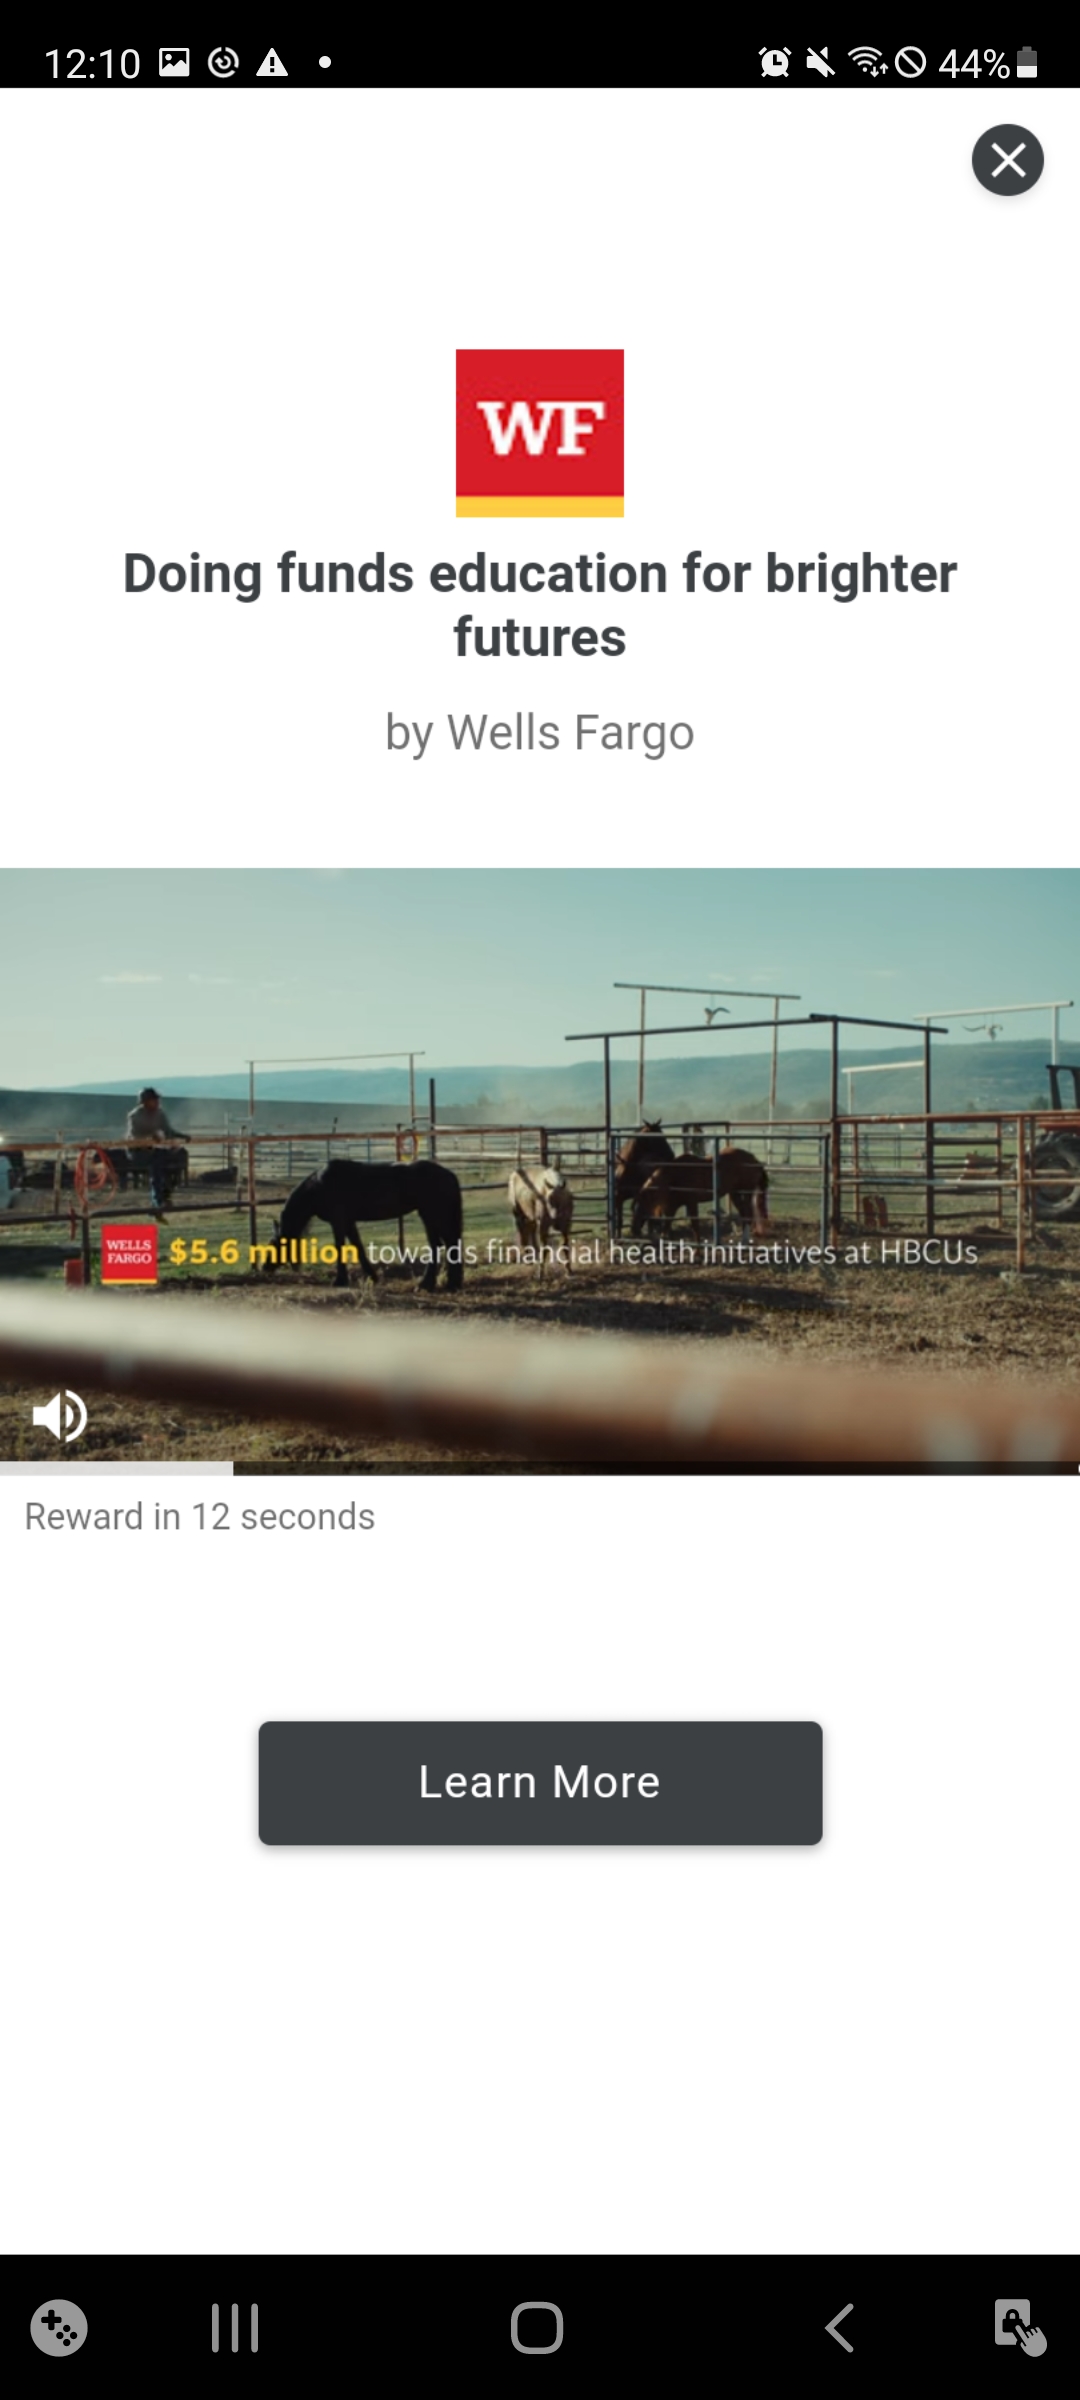 12:10
44%
WF
Doing funds education for brighter
futures
by Wells Fargo
WELLS
FARGO
$5.6 million towards financial health initiatives at HBCUs
Reward in 12 seconds
Learn More